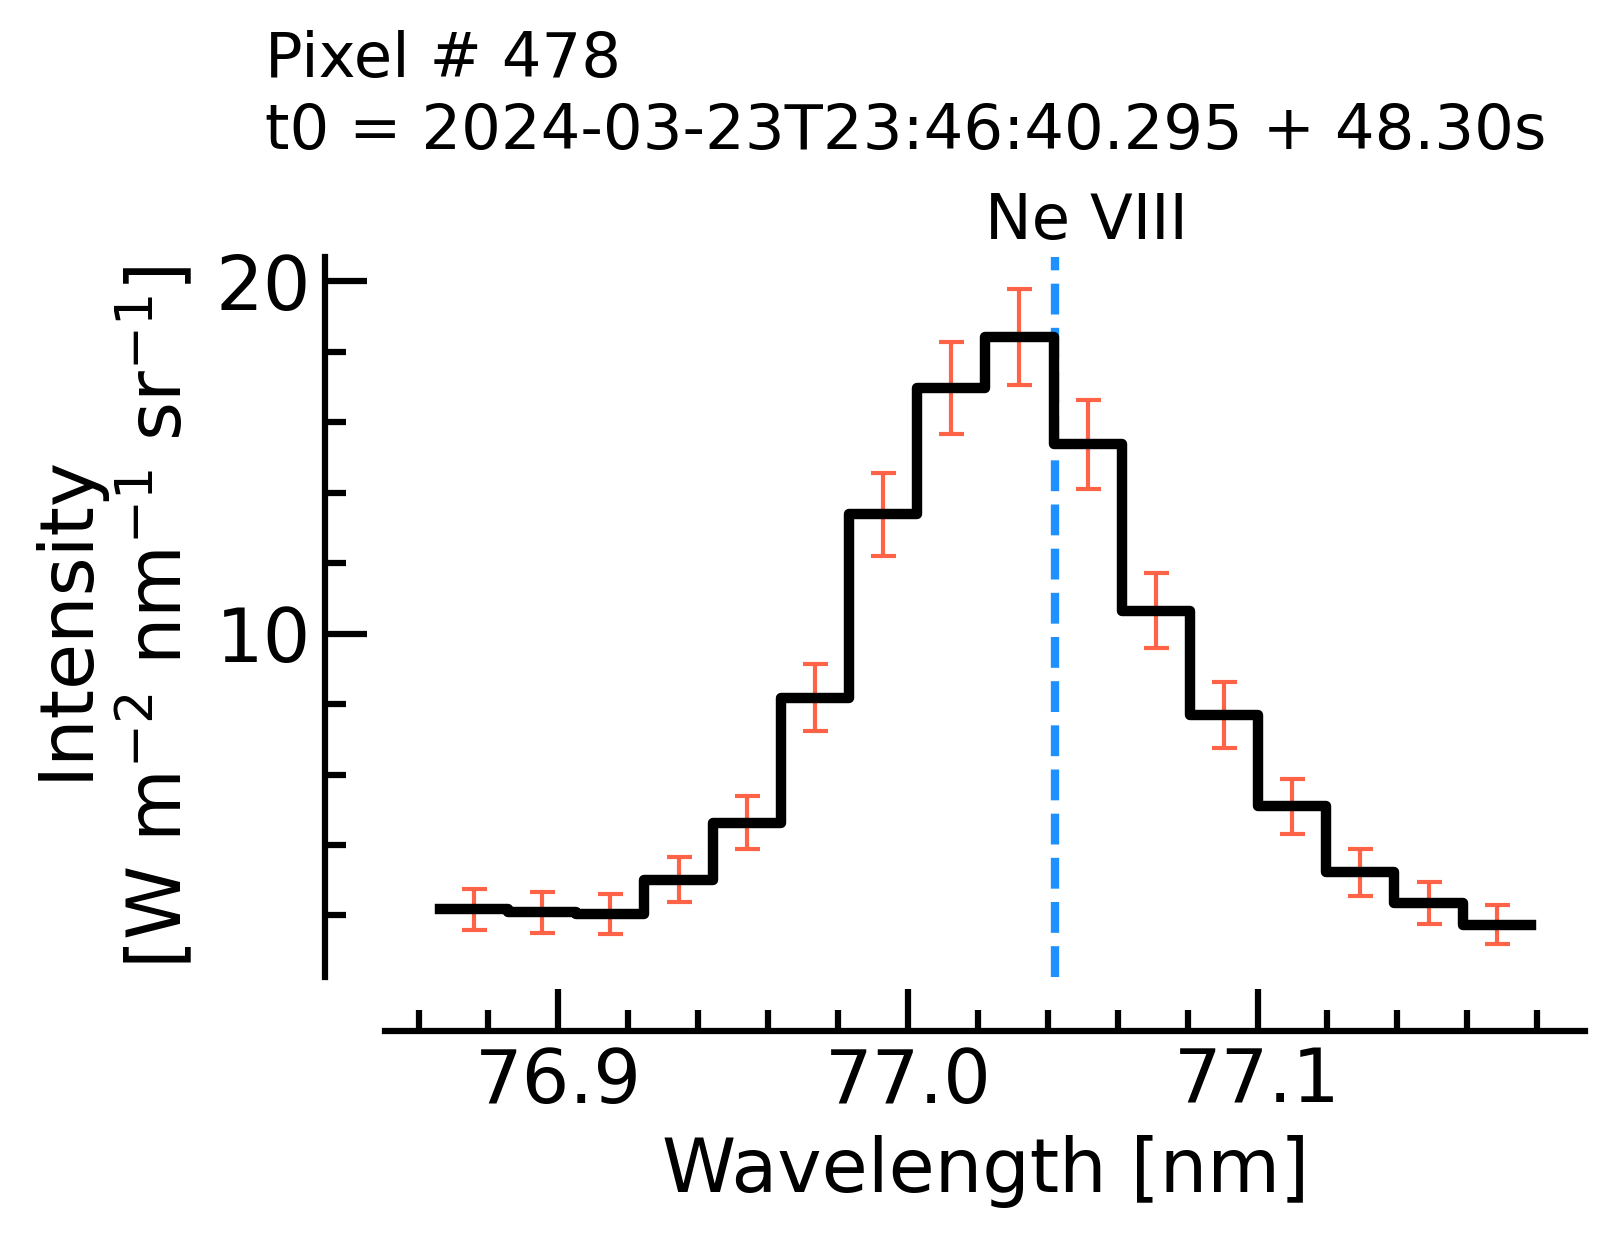 Pixel # 478
t0 = 2024-03-23T23:46:40.295 + 48.30s
Ne VIII
20
10
Intensity
[W m⁻² nm⁻¹ sr⁻¹]
76.9 77.0 77.1
Wavelength [nm]